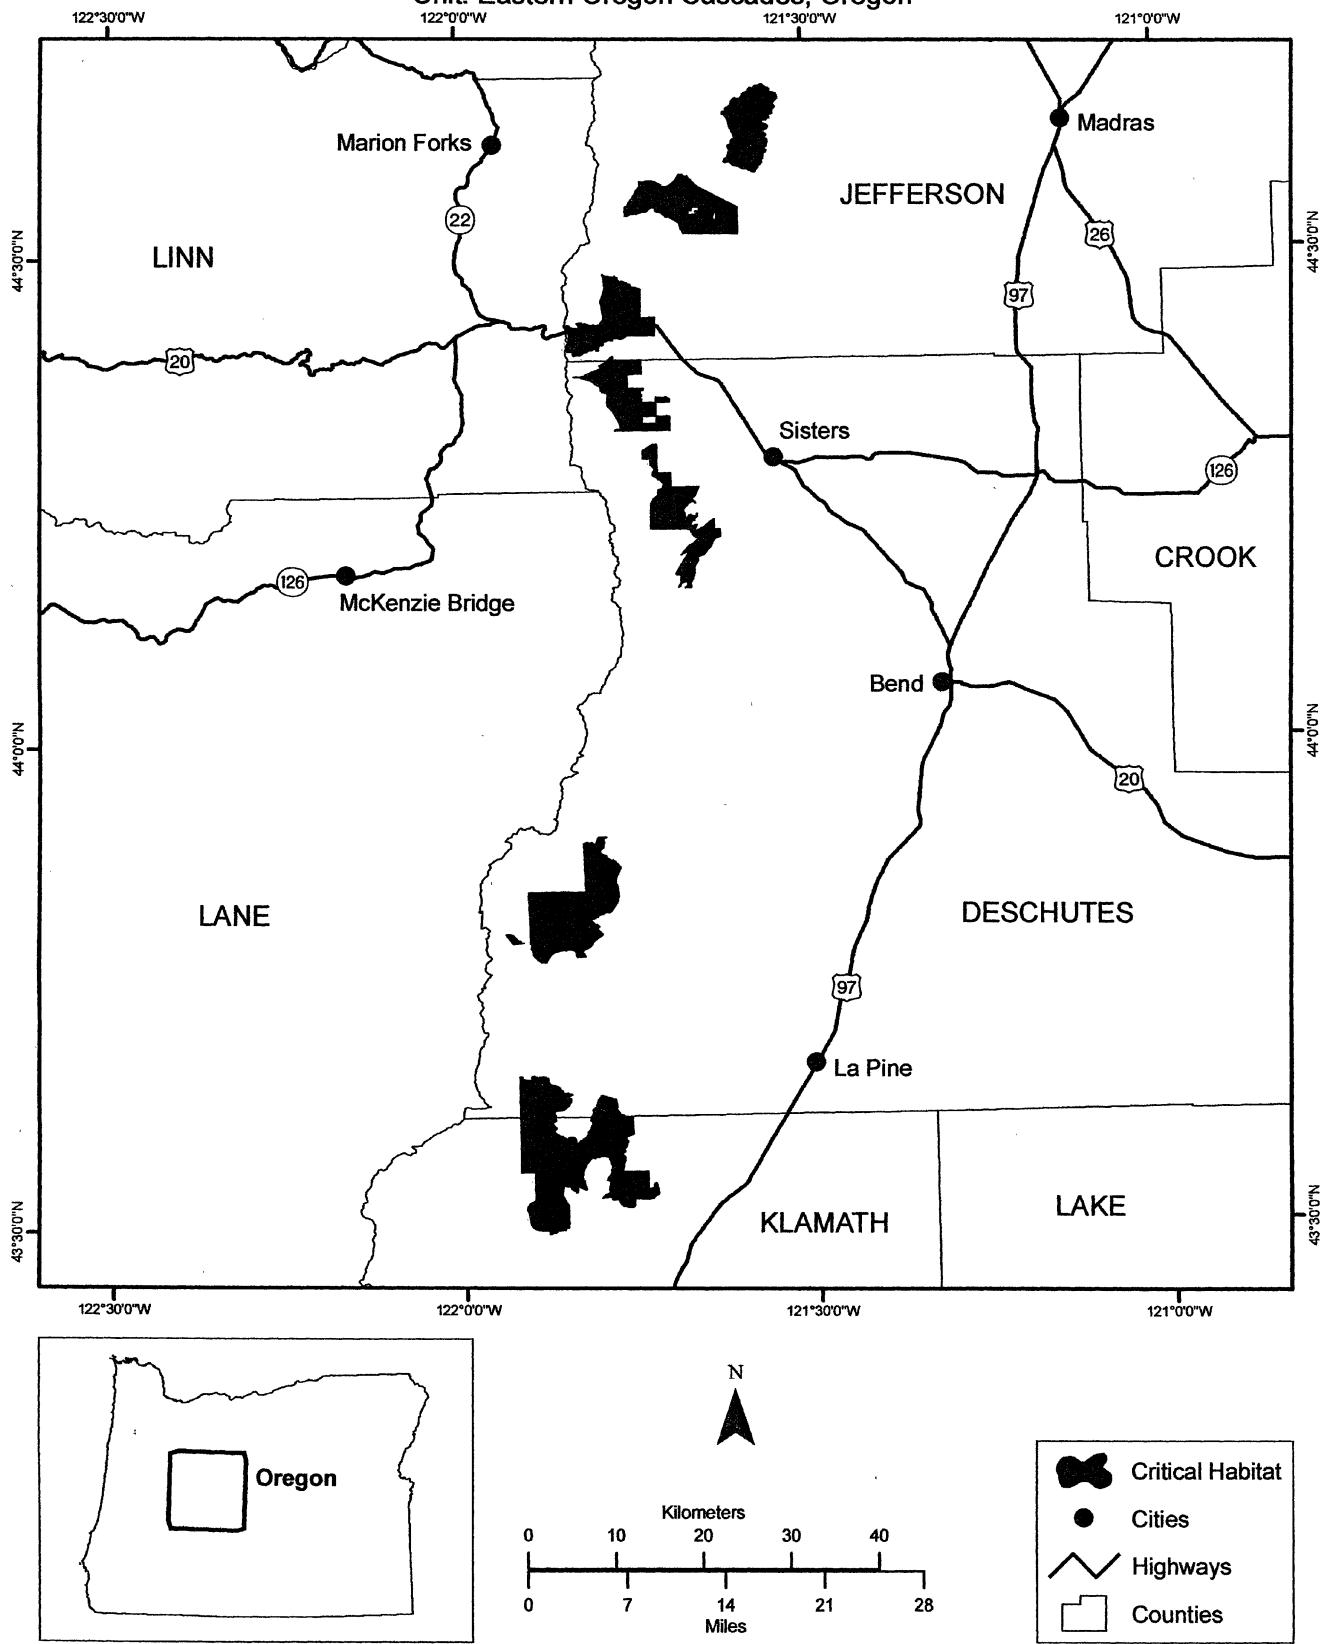 Unit: Eastern Oregon Cascades, Oregon
122°30'0"W 122°0'0"W 121°30'0"W 121°0'0"W
Marion Forks
Madras
JEFFERSON
22
26
44°30'0"N
LINN
44°30'0"N
97
20
Sisters
126
CROOK
126
McKenzie Bridge
Bend
44°0'0"N
44°0'0"N
20
LANE
DESCHUTES
97
La Pine
43°30'0"N
KLAMATH
LAKE
43°30'0"N
122°30'0"W 122°0'0"W 121°30'0"W 121°0'0"W
N
Oregon
Kilometers
0 10 20 30 40
0 7 14 21 28
Miles
Critical Habitat
Cities
Highways
Counties